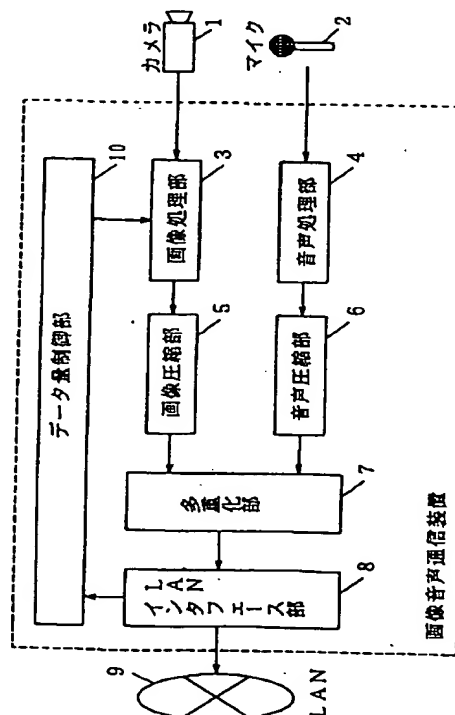 カメラ
1
マイク
2
データ量制御部
10
画像処理部
3
音声処理部
4
画像圧縮部
5
音声圧縮部
6
多重化部
7
LAN
インタフェース部
8
9
LAN
画像音声通信装置